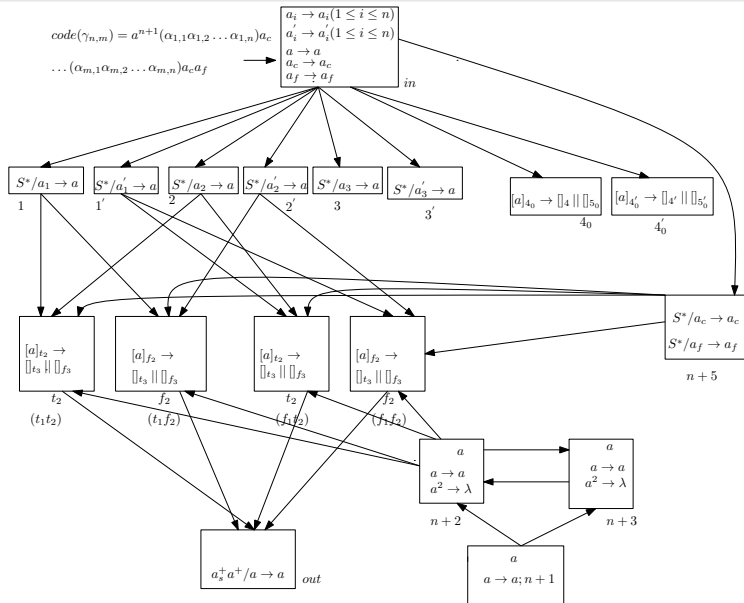 code(γ_{n,m}) = a^{n+1}(α_{1,1}α_{1,2} … α_{1,n})a_c
… (α_{m,1}α_{m,2} … α_{m,n})a_c a_f
a_i → a_i(1 ≤ i ≤ n)
a_i^' → a_i^'(1 ≤ i ≤ n)
a → a
a_c → a_c
a_f → a_f
in
S^*/a_1 → a
S^*/a_1^' → a
S^*/a_2 → a
S^*/a_2^' → a
S^*/a_3 → a
S^*/a_3^' → a
[a]_{4_0} → []_4 || []_{5_0}
[a]_{4_0^'} → []_{4'} || []_{5_0^'}
1
1^'
2
2^'
3
3^'
4_0
4_0^'
S^*/a_c → a_c
S^*/a_f → a_f
n + 5
[a]_{t_2} →
[]_{t_3} || []_{f_3}
t_2
(t_1t_2)
[a]_{f_2} →
[]_{t_3} || []_{f_3}
f_2
(t_1f_2)
[a]_{t_2} →
[]_{t_3} || []_{f_3}
t_2
(f_1t_2)
[a]_{f_2} →
[]_{t_3} || []_{f_3}
f_2
(f_1f_2)
a
a → a
a^2 → λ
n + 2
a
a → a
a^2 → λ
n + 3
a_s^+a^+/a → a
out
a
a → a; n + 1